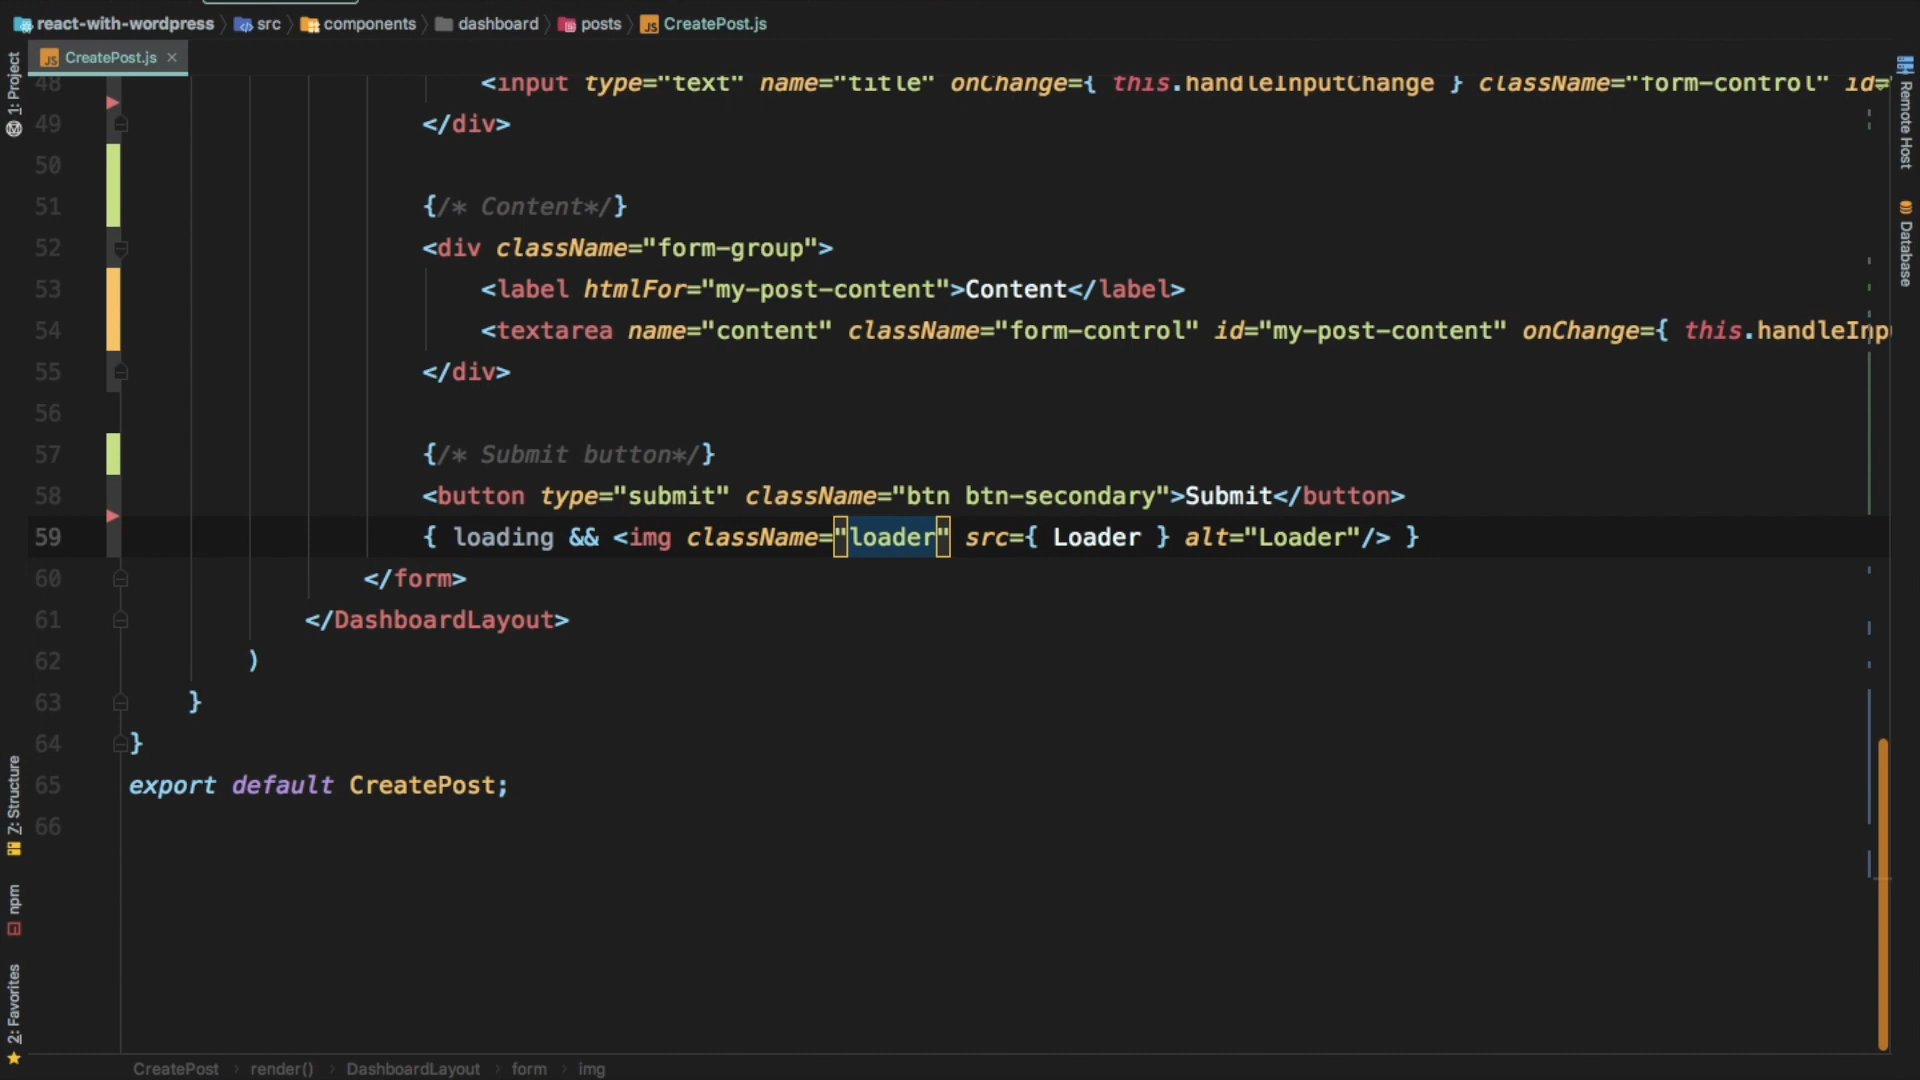 react-with-wordpress src components dashboard posts CreatePost.js
CreatePost.js
1: Project
Remote Host
Database
48 <input type="text" name="title" onChange={ this.handleInputChange } className="form-control" id=
49 </div>
50
51 {/* Content*/}
52 <div className="form-group">
53 <label htmlFor="my-post-content">Content</label>
54 <textarea name="content" className="form-control" id="my-post-content" onChange={ this.handleInp
55 </div>
56
57 {/* Submit button*/}
58 <button type="submit" className="btn btn-secondary">Submit</button>
59 { loading && <img className="loader" src={ Loader } alt="Loader"/> }
60 </form>
61 </DashboardLayout>
62 )
63 }
64 }
65 export default CreatePost;
66
Z: Structure
npm
2: Favorites
CreatePost render() DashboardLayout form img